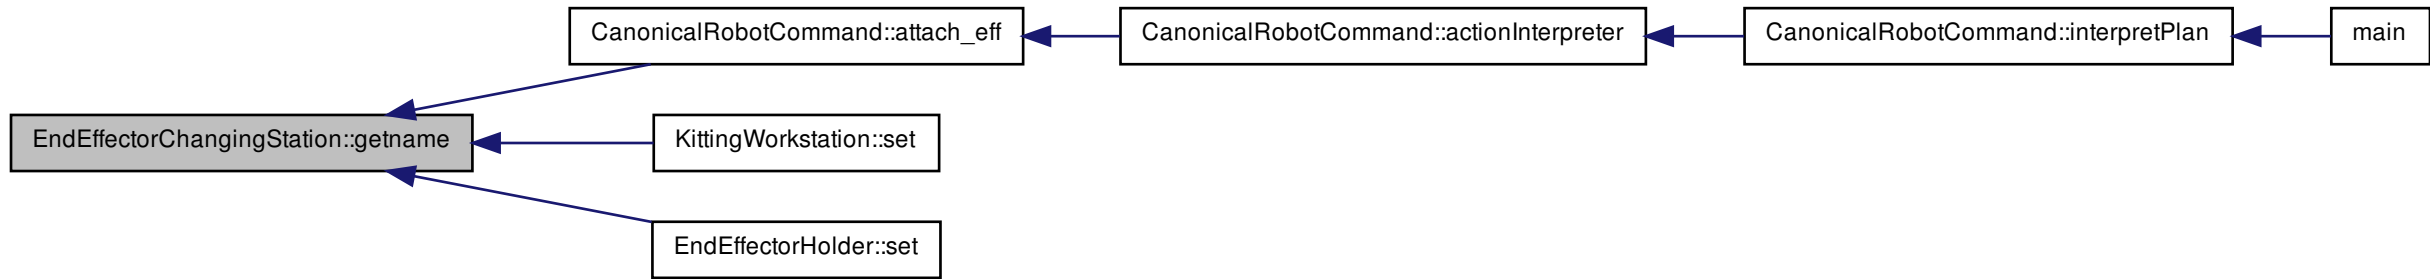 CanonicalRobotCommand::attach_eff
CanonicalRobotCommand::actionInterpreter
CanonicalRobotCommand::interpretPlan
main
EndEffectorChangingStation::getname
KittingWorkstation::set
EndEffectorHolder::set